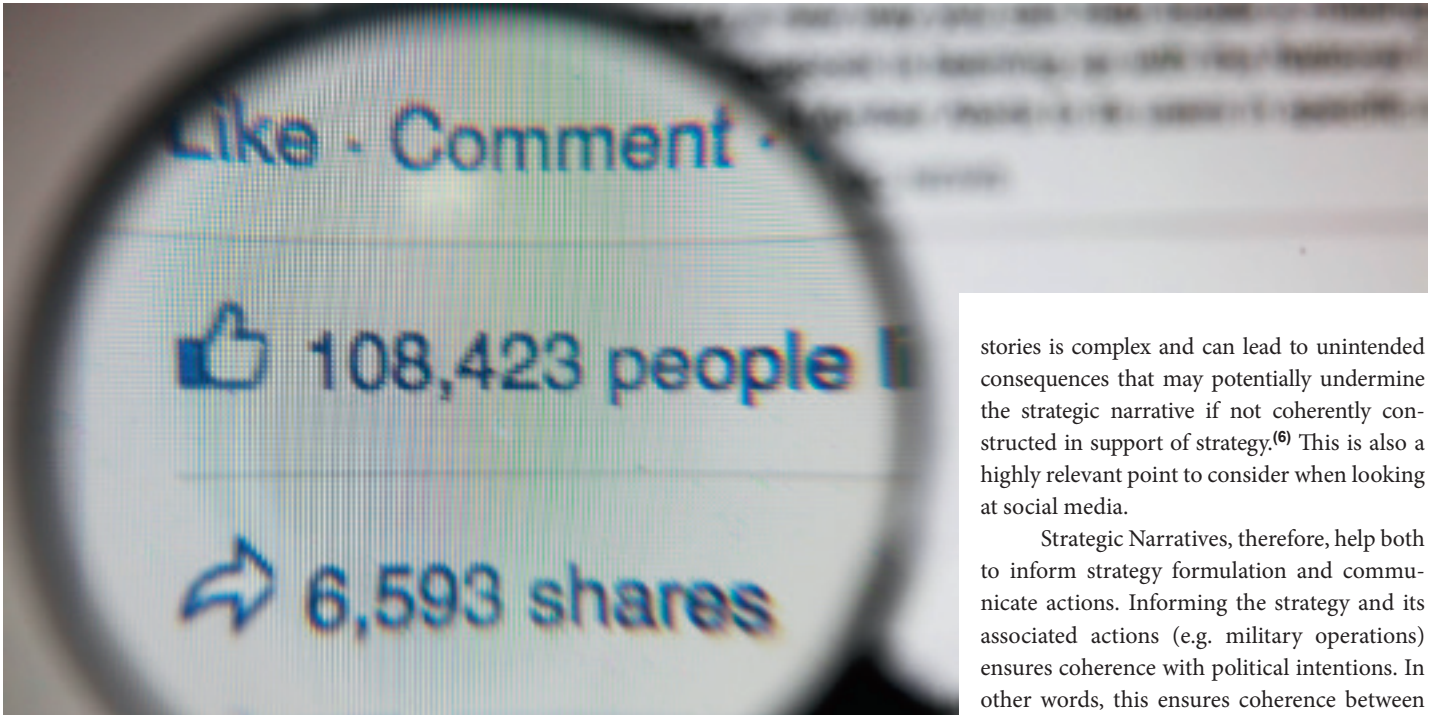 Like · Comment ·
108,423 people li
6,593 shares
stories is complex and can lead to unintended
consequences that may potentially undermine
the strategic narrative if not coherently con-
structed in support of strategy.(6) This is also a
highly relevant point to consider when looking
at social media.
Strategic Narratives, therefore, help both
to inform strategy formulation and commu-
nicate actions. Informing the strategy and its
associated actions (e.g. military operations)
ensures coherence with political intentions. In
other words, this ensures coherence between